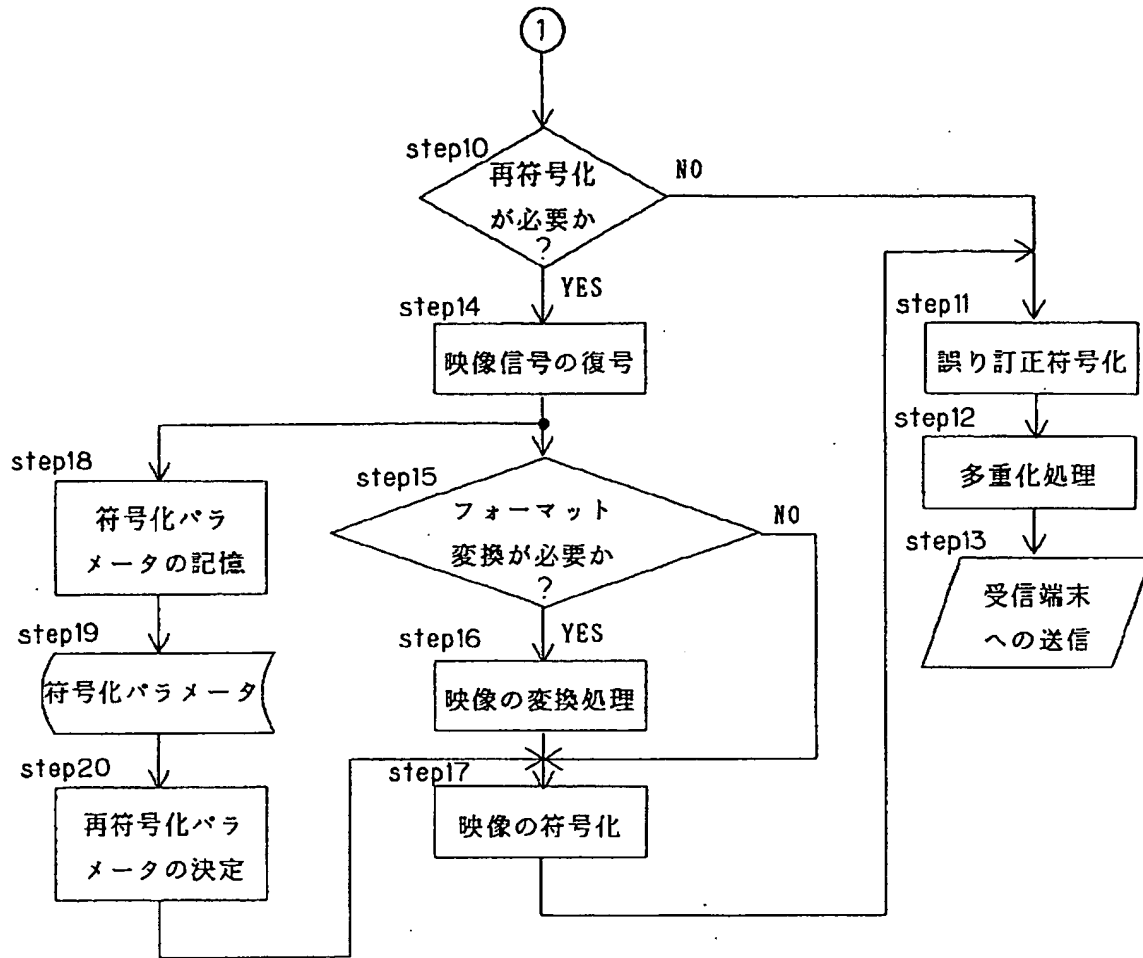 1
step10
再符号化
が必要か
?
NO
YES
step14
映像信号の復号
step11
誤り訂正符号化
step12
多重化処理
step13
受信端末
への送信
step18
符号化パラ
メータの記憶
step19
符号化パラメータ
step20
再符号化パラ
メータの決定
step15
フォーマット
変換が必要か
?
NO
YES
step16
映像の変換処理
step17
映像の符号化